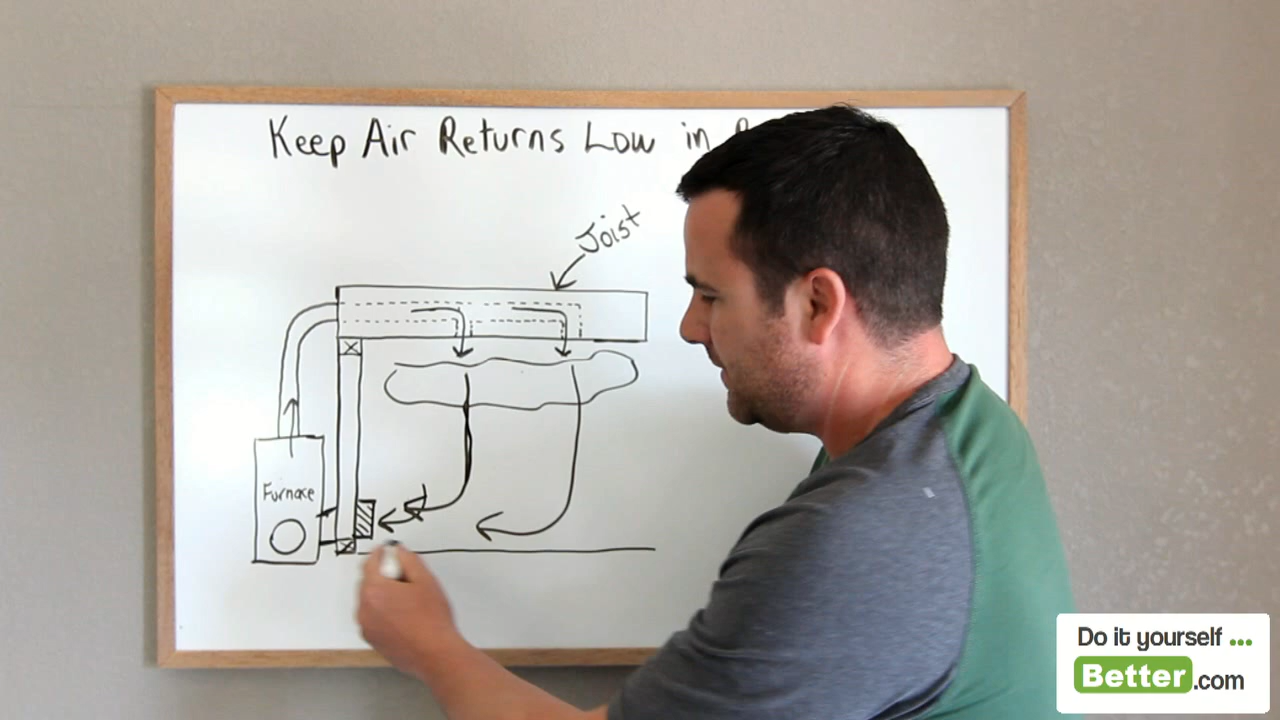 Keep Air Returns Low in
Joist
Furnace
Do it yourself ...
Better.com